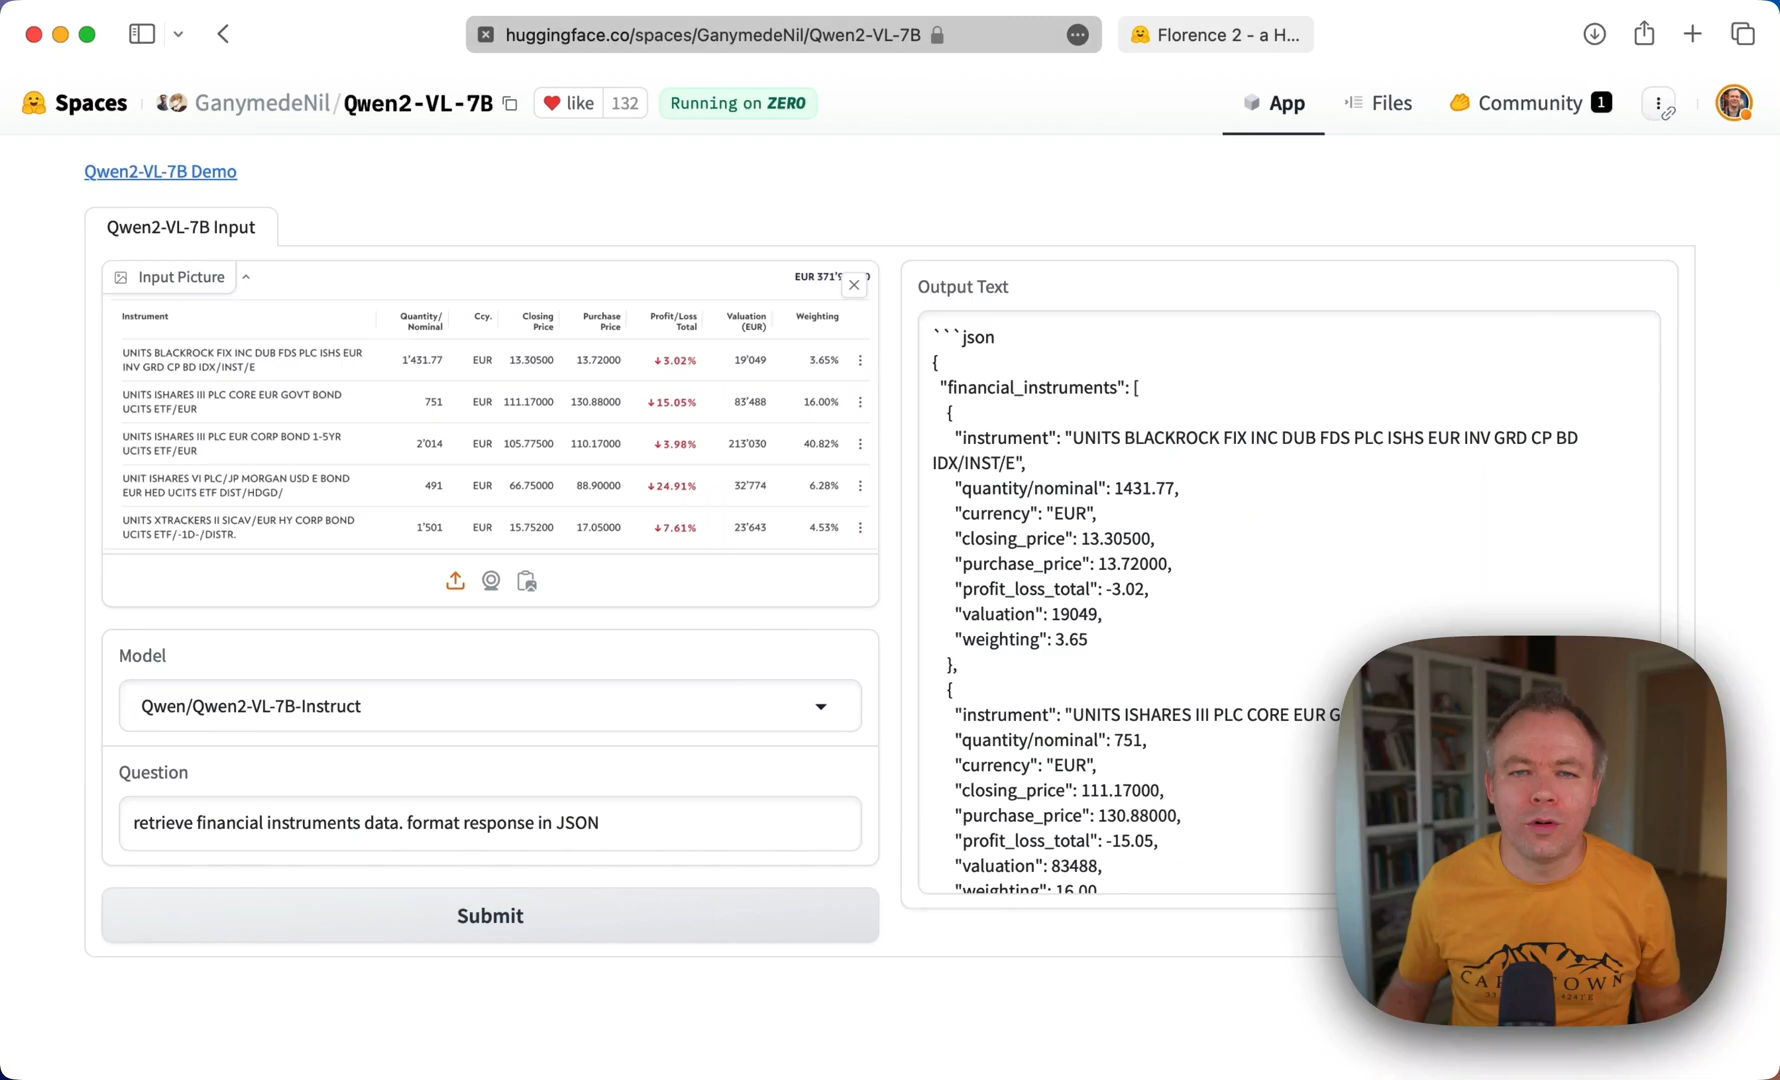 huggingface.co/spaces/GanymedeNil/Qwen2-VL-7B
Florence 2 - a H...
Spaces
GanymedeNil/Qwen2-VL-7B
like 132
Running on ZERO
App
Files
Community 1
Qwen2-VL-7B Demo
Qwen2-VL-7B Input
Input Picture
EUR 371'
Instrument Quantity/ Nominal Ccy. Closing Price Purchase Price Profit/Loss Total Valuation (EUR) Weighting
UNITS BLACKROCK FIX INC DUB FDS PLC ISHS EUR
INV GRD CP BD IDX/INST/E
1'431.77 EUR 13.30500 13.72000 ↓3.02% 19'049 3.65%
UNITS ISHARES III PLC CORE EUR GOVT BOND
UCITS ETF/EUR
751 EUR 111.17000 130.88000 ↓15.05% 83'488 16.00%
UNITS ISHARES III PLC EUR CORP BOND 1-5YR
UCITS ETF/EUR
2'014 EUR 105.77500 110.17000 ↓3.98% 213'030 40.82%
UNIT ISHARES VI PLC/JP MORGAN USD E BOND
EUR HED UCITS ETF DIST/HDGD/
491 EUR 66.75000 88.90000 ↓24.91% 32'774 6.28%
UNITS XTRACKERS II SICAV/EUR HY CORP BOND
UCITS ETF/-1D-/DISTR.
1'501 EUR 15.75200 17.05000 ↓7.61% 23'643 4.53%
Model
Qwen/Qwen2-VL-7B-Instruct
Question
retrieve financial instruments data. format response in JSON
Submit
Output Text
```json
{
"financial_instruments": [
{
"instrument": "UNITS BLACKROCK FIX INC DUB FDS PLC ISHS EUR INV GRD CP BD
IDX/INST/E",
"quantity/nominal": 1431.77,
"currency": "EUR",
"closing_price": 13.30500,
"purchase_price": 13.72000,
"profit_loss_total": -3.02,
"valuation": 19049,
"weighting": 3.65
},
{
"instrument": "UNITS ISHARES III PLC CORE EUR G
"quantity/nominal": 751,
"currency": "EUR",
"closing_price": 111.17000,
"purchase_price": 130.88000,
"profit_loss_total": -15.05,
"valuation": 83488,
"weighting": 16.00